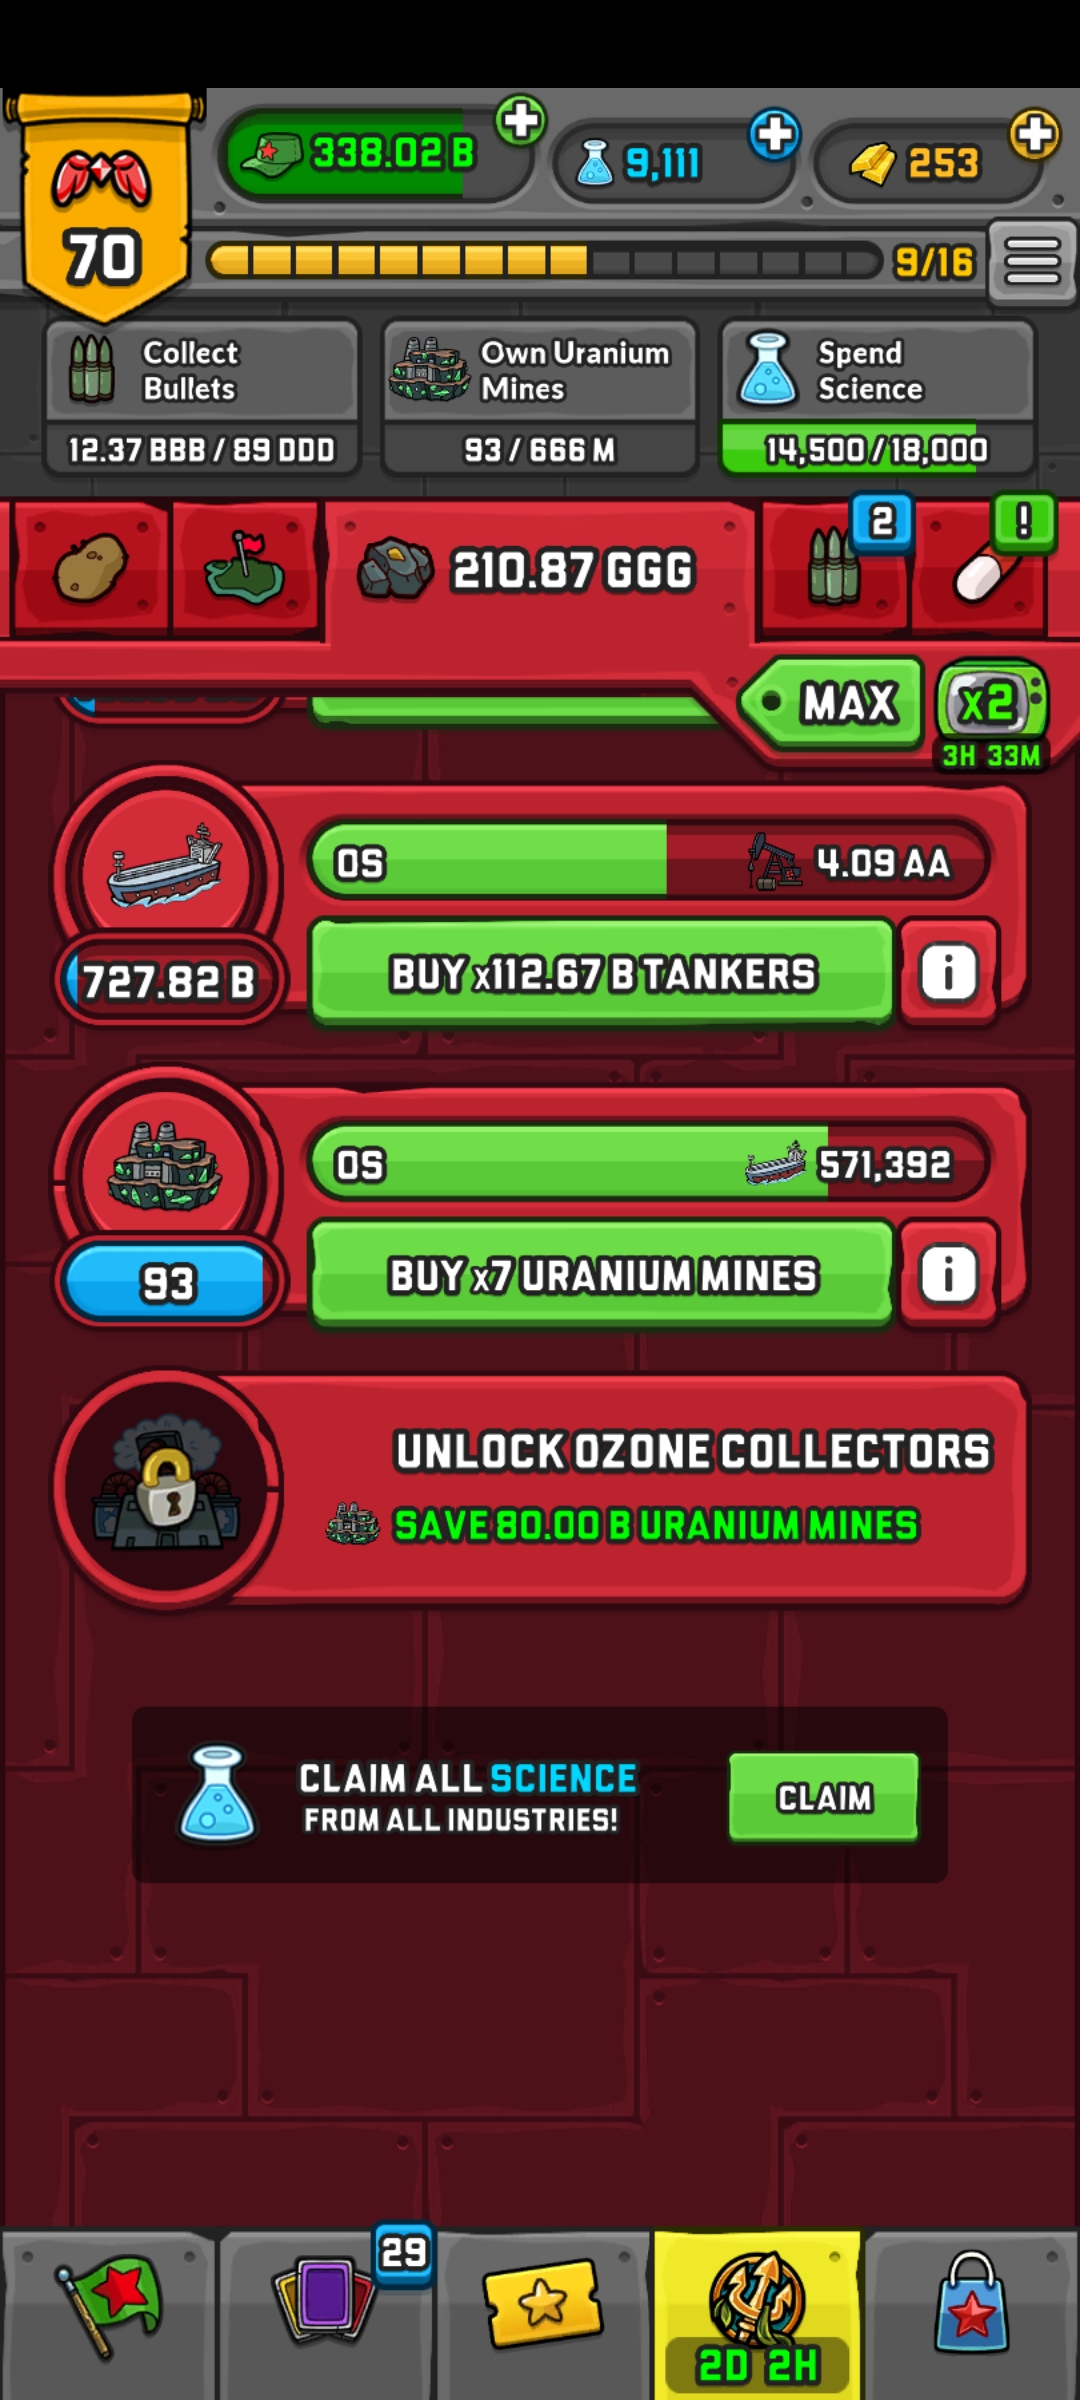 338.02 B
9,111
253
70
9/16
Collect
Bullets
12.37 BBB / 89 DDD
Own Uranium
Mines
93 / 666 M
Spend
Science
14,500/18,000
210.87 GGG
2
!
MAX
x2
3H 33M
0S
4.09 AA
727.82 B
BUY x112.67 B TANKERS
i
0S
571,392
93
BUY x7 URANIUM MINES
i
UNLOCK OZONE COLLECTORS
SAVE 80.00 B URANIUM MINES
CLAIM ALL SCIENCE
FROM ALL INDUSTRIES!
CLAIM
29
2D 2H